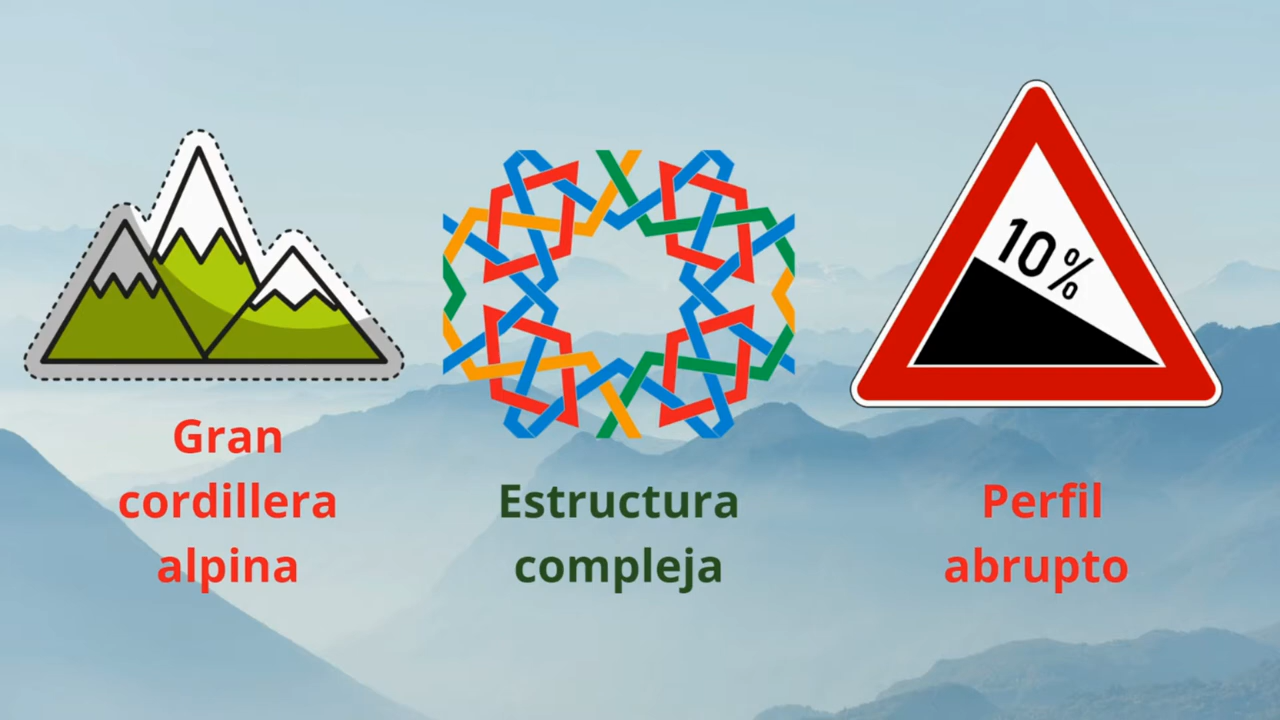 10%
Gran
cordillera
alpina
Estructura
compleja
Perfil
abrupto